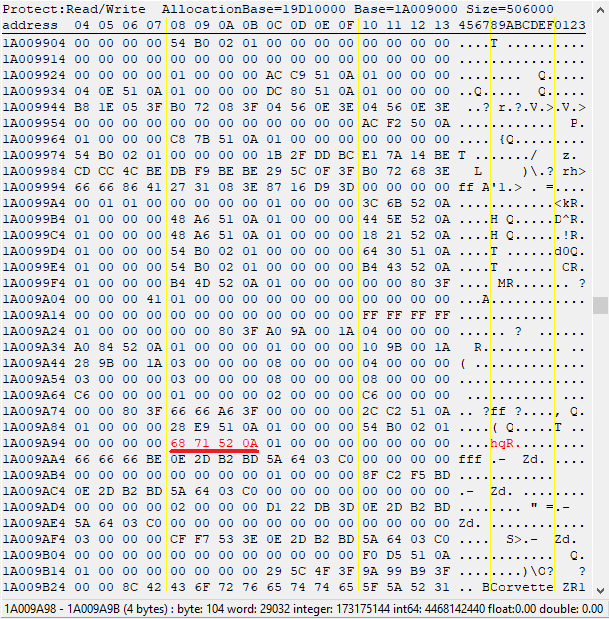 Protect:Read/Write AllocationBase=19D10000 Base=1A009000 Size=506000
address 04 05 06 07 08 09 0A 0B 0C 0D 0E 0F 10 11 12 13 456789ABCDEF0123
1A009904 00 00 00 00 54 B0 02 01 00 00 00 00 00 00 00 00 ....T ..........
1A009914 00 00 00 00 00 00 00 00 00 00 00 00 00 00 00 00 ................
1A009924 00 00 00 00 01 00 00 00 AC C9 51 0A 01 00 00 00 ........ Q.....
1A009934 04 0E 51 0A 01 00 00 00 DC 80 51 0A 01 00 00 00 ..Q..... Q.....
1A009944 B8 1E 05 3F B0 72 08 3F 04 56 0E 3E 04 56 0E 3E ..? r.?.V.>.V.>
1A009954 00 00 00 00 00 00 00 00 00 00 00 00 AC F2 50 0A ............ P.
1A009964 01 00 00 00 C8 7B 51 0A 01 00 00 00 00 00 00 00 .... {Q.........
1A009974 54 B0 02 01 00 00 00 00 1B 2F DD BC E1 7A 14 BE T ......./ z.
1A009984 CD CC 4C BE DB F9 BE BE 29 5C 0F 3F B0 72 68 3E L )\.? rh>
1A009994 66 66 86 41 27 31 08 3E 87 16 D9 3D 00 00 00 00 ff A'1.> . =....
1A0099A4 00 01 01 00 00 00 00 00 00 00 00 00 3C 6B 52 0A ............<kR.
1A0099B4 01 00 00 00 48 A6 51 0A 01 00 00 00 44 5E 52 0A ....H Q.....D^R.
1A0099C4 01 00 00 00 48 A6 51 0A 01 00 00 00 18 21 52 0A ....H Q......!R.
1A0099D4 01 00 00 00 54 B0 02 01 00 00 00 00 64 30 51 0A ....T ......d0Q.
1A0099E4 01 00 00 00 54 B0 02 01 00 00 00 00 B4 43 52 0A ....T ...... CR.
1A0099F4 01 00 00 00 B4 4D 52 0A 01 00 00 00 00 00 80 3F .... MR....... ?
1A009A04 00 00 00 41 01 00 00 00 00 00 00 00 00 00 00 00 ...A............
1A009A14 00 00 00 00 00 00 00 00 00 00 00 00 FF FF FF FF ............
1A009A24 01 00 00 00 00 00 80 3F A0 9A 00 1A 04 00 00 00 ...... ? ......
1A009A34 A0 84 52 0A 01 00 00 00 01 00 00 00 10 9B 00 1A R.......... ..
1A009A44 28 9B 00 1A 03 00 00 00 08 00 00 00 04 00 00 00 ( ..............
1A009A54 03 00 00 00 03 00 00 00 08 00 00 00 08 00 00 00 ................
1A009A64 C6 00 00 00 01 00 00 00 02 00 00 00 C6 00 00 00 ........... ...
1A009A74 00 00 80 3F 66 66 A6 3F 00 00 00 00 2C C2 51 0A .. ?ff ?...., Q.
1A009A84 01 00 00 00 28 E9 51 0A 01 00 00 00 54 B0 02 01 ....( Q.....T ..
1A009A94 00 00 00 00 68 71 52 0A 01 00 00 00 00 00 00 00 ....hqR.........
1A009AA4 66 66 66 BE 0E 2D B2 BD 5A 64 03 C0 00 00 00 00 fff .- Zd. ....
1A009AB4 00 00 00 00 01 00 00 00 00 00 00 00 8F C2 F5 BD ............
1A009AC4 0E 2D B2 BD 5A 64 03 C0 00 00 00 00 00 00 00 00 .- Zd. ........
1A009AD4 00 00 00 00 02 00 00 00 D1 22 DB 3D 0E 2D B2 BD ........ " =.-
1A009AE4 5A 64 03 C0 00 00 00 00 00 00 00 00 00 00 00 00 Zd. ............
1A009AF4 03 00 00 00 CF F7 53 3E 0E 2D B2 BD 5A 64 03 C0 .... S>.- Zd.
1A009B04 00 00 00 00 00 00 00 00 00 00 00 00 F0 D5 51 0A ............ Q.
1A009B14 01 00 00 00 00 00 00 00 29 5C 4F 3F 9A 99 B9 3F ........)\O? ?
1A009B24 00 00 8C 42 43 6F 72 76 65 74 74 65 5F 5A 52 31 .. BCorvette_ZR1
1A009A98 - 1A009A9B (4 bytes) : byte: 104 word: 29032 integer: 173175144 int64: 4468142440 float:0.00 double: 0.00